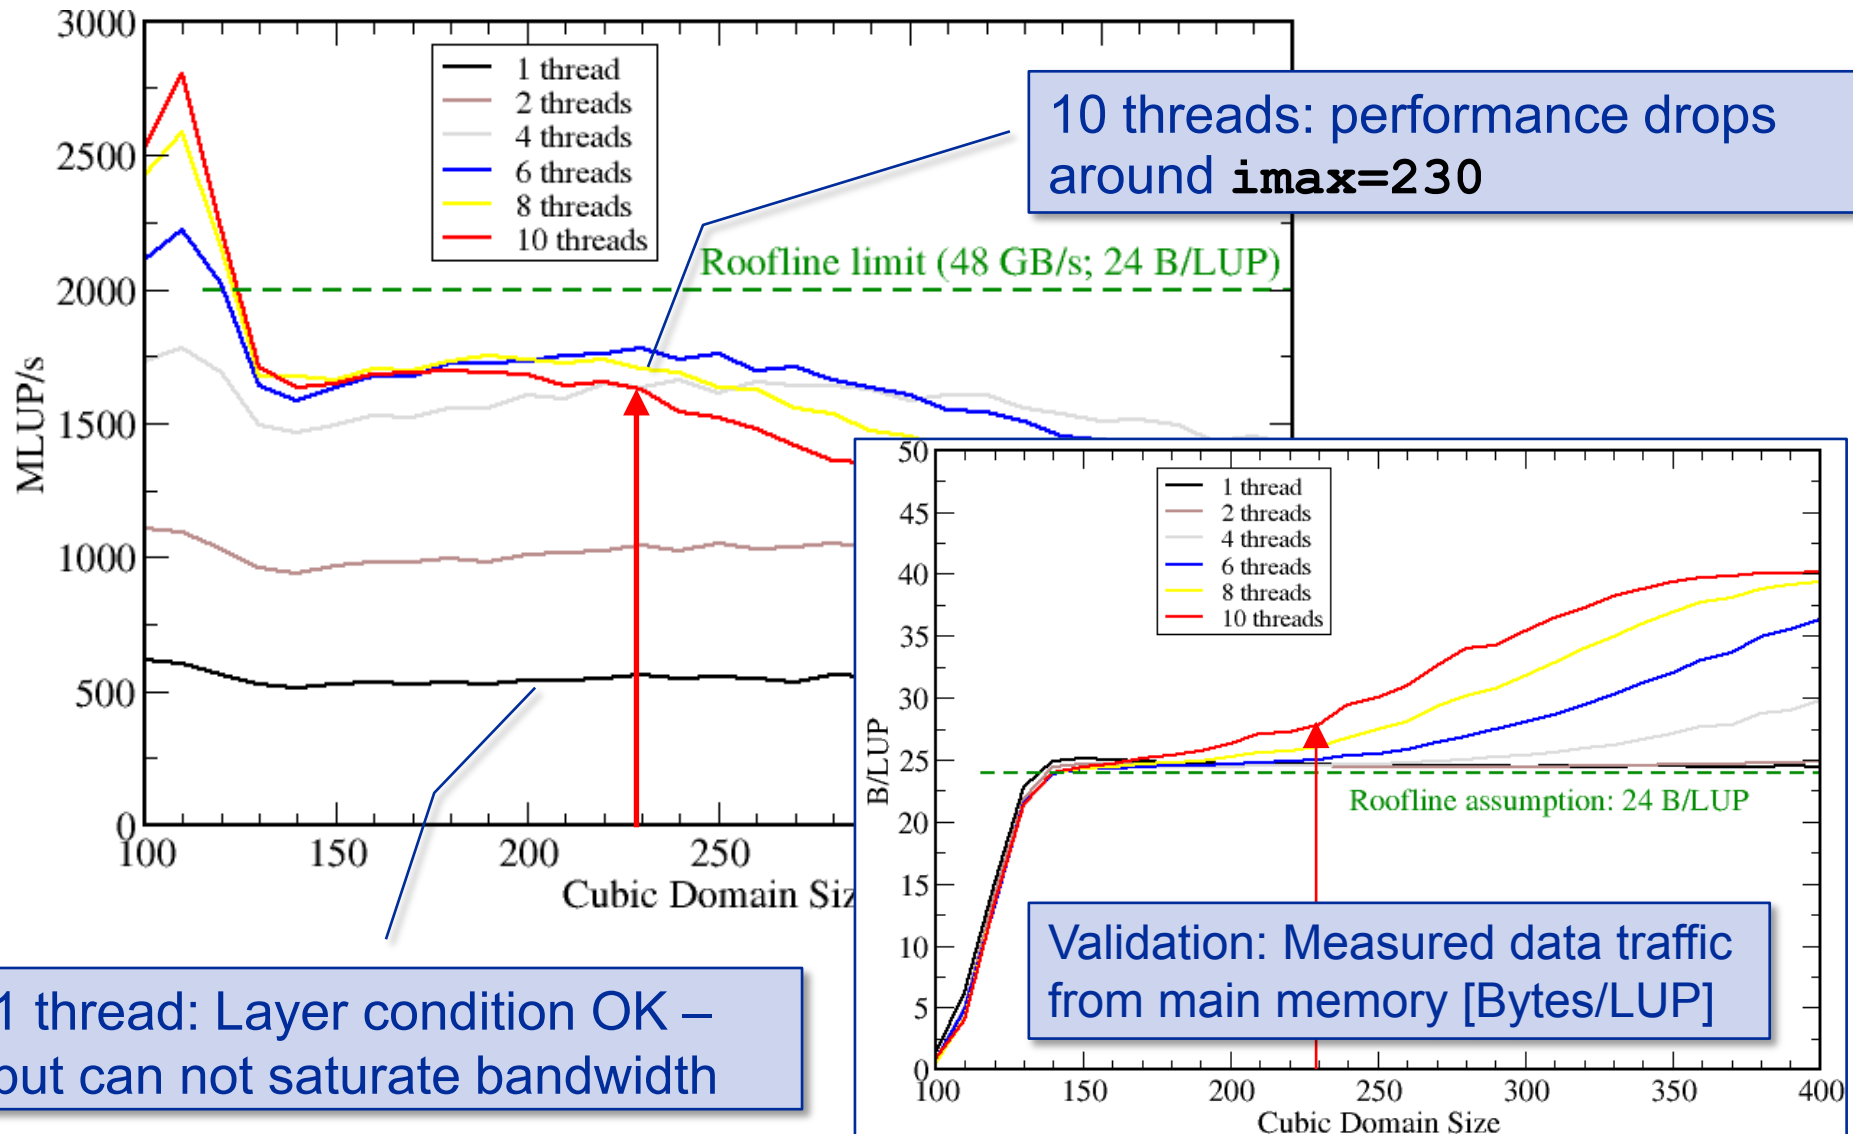 3000
2500
2000
1500
1000
500
0
100
150
200
250
MLUP/s
Cubic Domain Siz
1 thread
2 threads
4 threads
6 threads
8 threads
10 threads
Roofline limit (48 GB/s; 24 B/LUP)
10 threads: performance drops
around imax=230
1 thread: Layer condition OK –
but can not saturate bandwidth
50
45
40
35
30
25
20
15
10
5
0
100
150
200
250
300
350
400
B/LUP
Cubic Domain Size
1 thread
2 threads
4 threads
6 threads
8 threads
10 threads
Roofline assumption: 24 B/LUP
Validation: Measured data traffic
from main memory [Bytes/LUP]